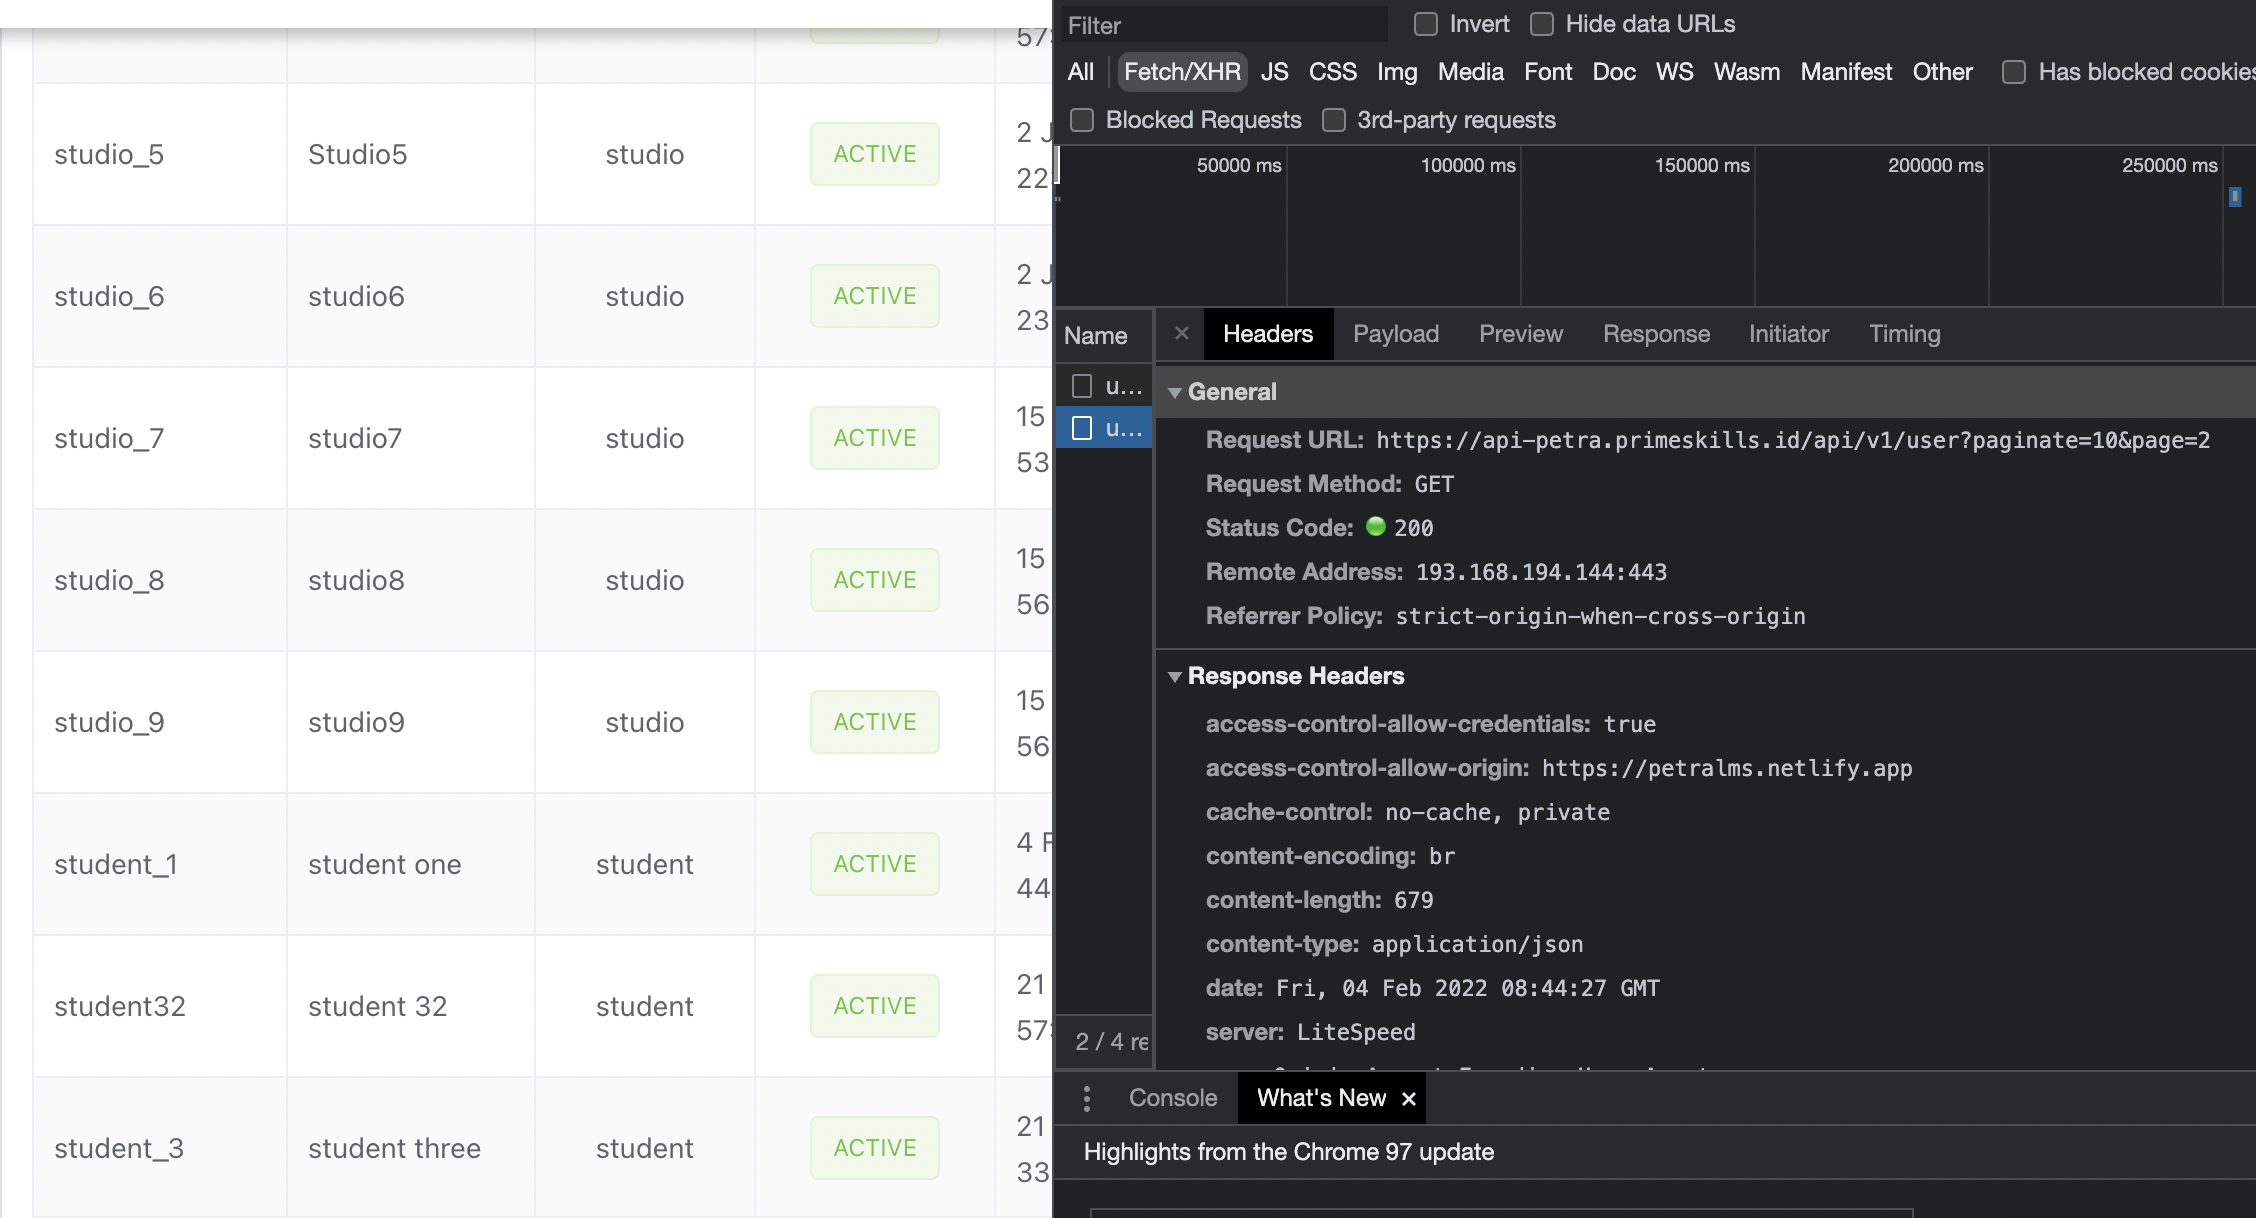 57:
studio_5 Studio5 studio ACTIVE 2 J
22:
studio_6 studio6 studio ACTIVE 2 J
23
studio_7 studio7 studio ACTIVE 15
53
studio_8 studio8 studio ACTIVE 15
56
studio_9 studio9 studio ACTIVE 15
56
student_1 student one student ACTIVE 4 F
44
student32 student 32 student ACTIVE 21
57:
student_3 student three student ACTIVE 21
33
Filter Invert Hide data URLs
All Fetch/XHR JS CSS Img Media Font Doc WS Wasm Manifest Other Has blocked cookies
Blocked Requests 3rd-party requests
50000 ms 100000 ms 150000 ms 200000 ms 250000 ms
Name × Headers Payload Preview Response Initiator Timing
u...
u...
General
Request URL: https://api-petra.primeskills.id/api/v1/user?paginate=10&page=2
Request Method: GET
Status Code: 200
Remote Address: 193.168.194.144:443
Referrer Policy: strict-origin-when-cross-origin
Response Headers
access-control-allow-credentials: true
access-control-allow-origin: https://petralms.netlify.app
cache-control: no-cache, private
content-encoding: br
content-length: 679
content-type: application/json
date: Fri, 04 Feb 2022 08:44:27 GMT
server: LiteSpeed
2 / 4 re
Console What's New ×
Highlights from the Chrome 97 update